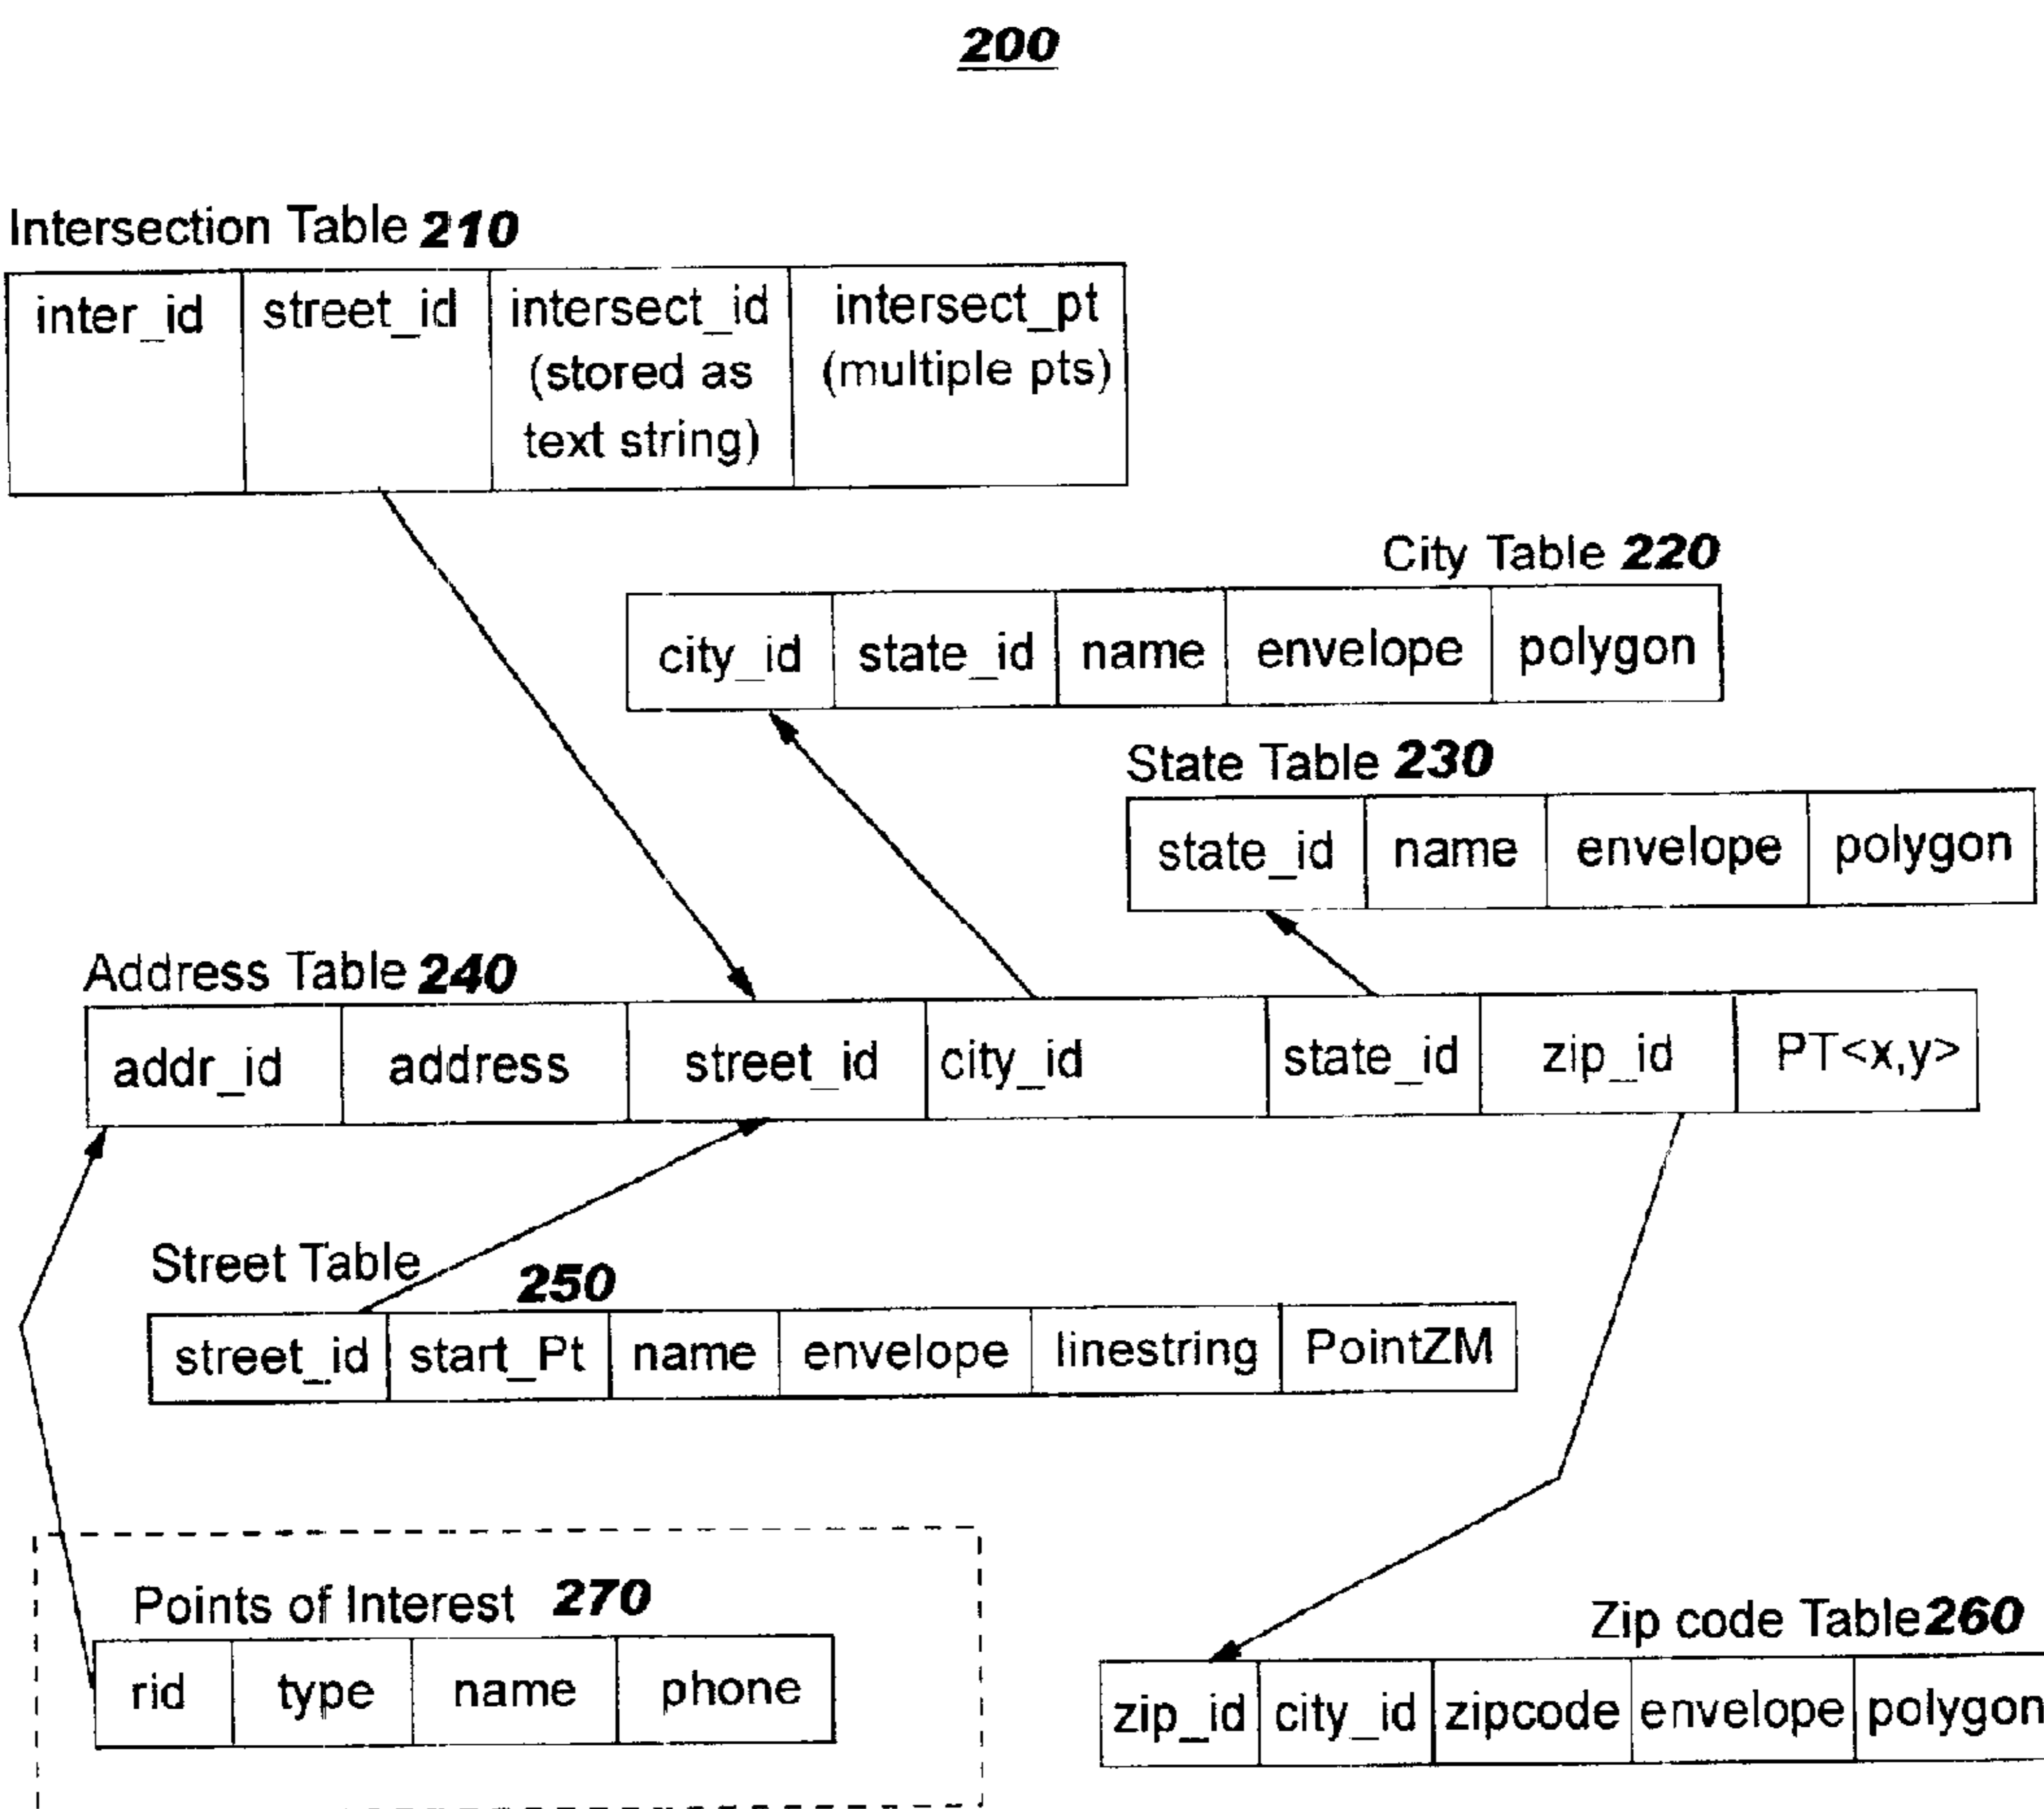 200
Intersection Table 210
inter_id street_id intersect_id intersect_pt
(stored as (multiple pts)
text string)
City Table 220
city_id state_id name envelope polygon
State Table 230
state_id name envelope polygon
Address Table 240
addr_id address street_id city_id state_id zip_id PT<x,y>
Street Table 250
street_id start_Pt name envelope linestring PointZM
Points of Interest 270
rid type name phone
Zip code Table 260
zip_id city_id zipcode envelope polygon